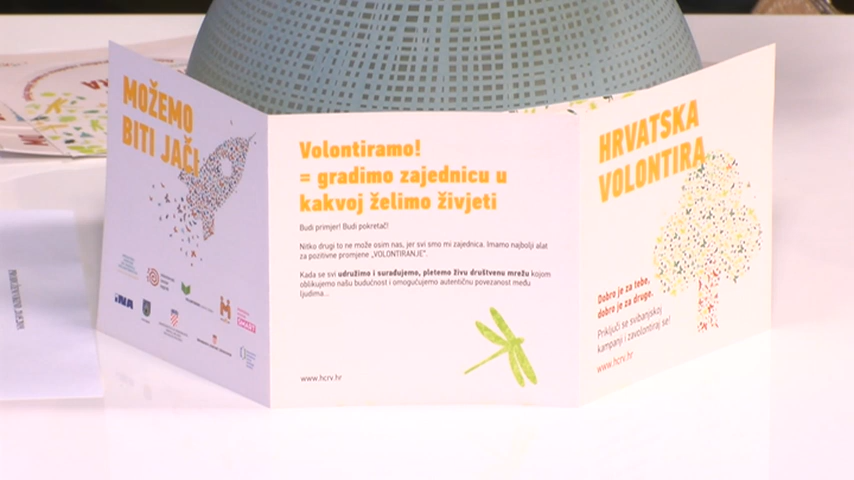 MOŽEMO
BITI JAČI
INA
SMART
Volontiramo!
= gradimo zajednicu u
kakvoj želimo živjeti
Budi primjer! Budi pokretač!
Nitko drugi to ne može osim nas, jer svi smo mi zajednica. Imamo najbolji alat
za pozitivne promjene „VOLONTIRANJE".
Kada se svi udružimo i surađujemo, pletemo živu društvenu mrežu kojom
oblikujemo našu budućnost i omogućujemo autentičnu povezanost među
ljudima...
www.hcrv.hr
HRVATSKA
VOLONTIRA
Dobro je za tebe,
dobro je za druge.
Priključi se svibanjskoj
kampanji i zavolontiraj se!
www.hcrv.hr